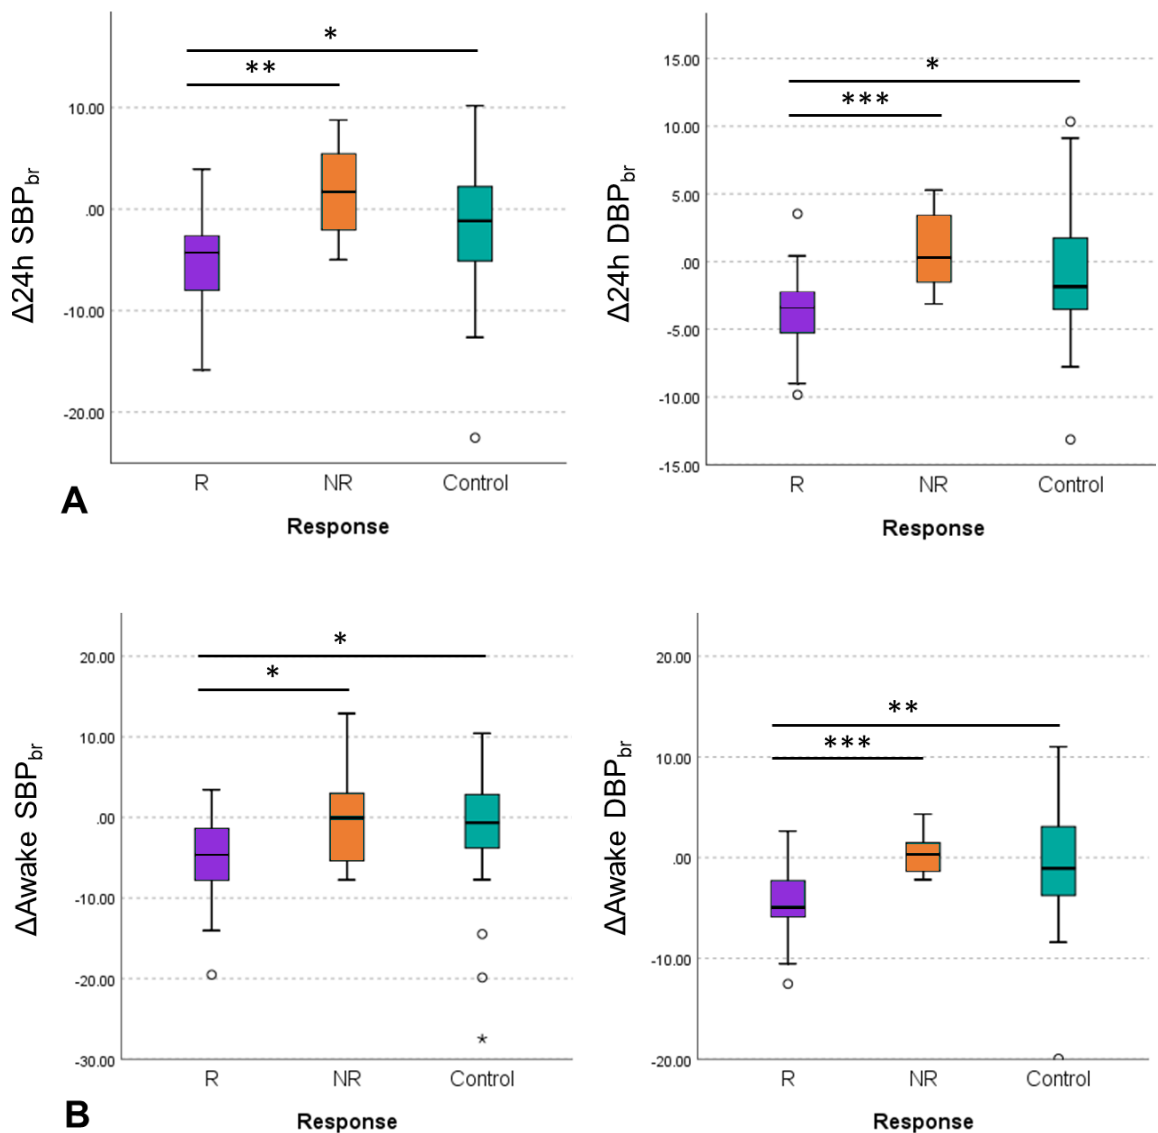 *
**
Δ24h SBPbr
10.00
.00
-10.00
-20.00
R NR Control
Response
A
*
***
Δ24h DBPbr
15.00
10.00
5.00
.00
-5.00
-10.00
-15.00
R NR Control
Response
*
*
ΔAwake SBPbr
20.00
10.00
.00
-10.00
-20.00
-30.00
*
R NR Control
Response
B
**
***
ΔAwake DBPbr
20.00
10.00
.00
-10.00
-20.00
R NR Control
Response